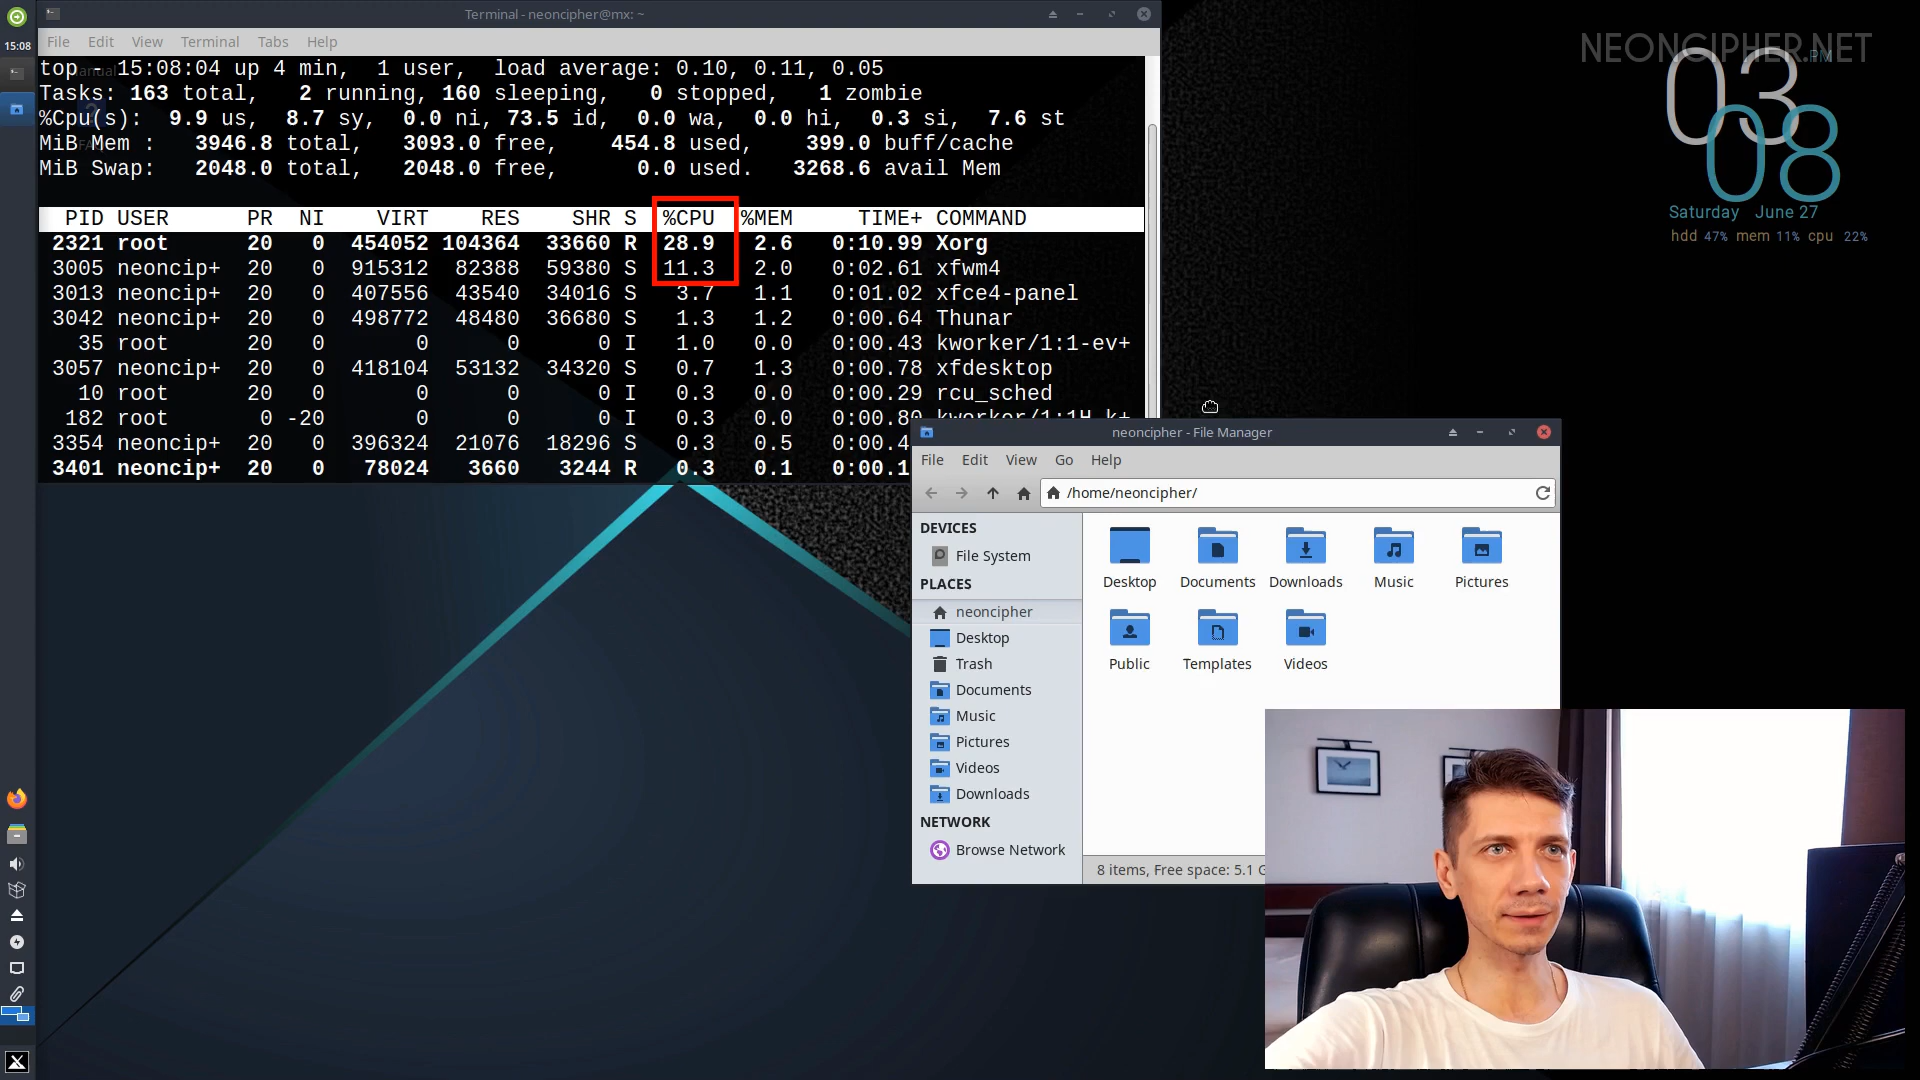 15:08
Terminal - neoncipher@mx: ~
File Edit View Terminal Tabs Help
top - 15:08:04 up 4 min, 1 user, load average: 0.10, 0.11, 0.05
Tasks: 163 total, 2 running, 160 sleeping, 0 stopped, 1 zombie
%Cpu(s): 9.9 us, 8.7 sy, 0.0 ni, 73.5 id, 0.0 wa, 0.0 hi, 0.3 si, 7.6 st
MiB Mem : 3946.8 total, 3093.0 free, 454.8 used, 399.0 buff/cache
MiB Swap: 2048.0 total, 2048.0 free, 0.0 used. 3268.6 avail Mem
PID USER PR NI VIRT RES SHR S %CPU %MEM TIME+ COMMAND
2321 root 20 0 454052 104364 33660 R 28.9 2.6 0:10.99 Xorg
3005 neoncip+ 20 0 915312 82388 59380 S 11.3 2.0 0:02.61 xfwm4
3013 neoncip+ 20 0 407556 43540 34016 S 3.7 1.1 0:01.02 xfce4-panel
3042 neoncip+ 20 0 498772 48480 36680 S 1.3 1.2 0:00.64 Thunar
35 root 20 0 0 0 0 I 1.0 0.0 0:00.43 kworker/1:1-ev+
3057 neoncip+ 20 0 418104 53132 34320 S 0.7 1.3 0:00.78 xfdesktop
10 root 20 0 0 0 0 I 0.3 0.0 0:00.29 rcu_sched
182 root 0 -20 0 0 0 I 0.3 0.0 0:00.80 kworker/1:1H-k+
3354 neoncip+ 20 0 396324 21076 18296 S 0.3 0.5 0:00.4
3401 neoncip+ 20 0 78024 3660 3244 R 0.3 0.1 0:00.1
NEONCIPHER.NET
03 PM
08
Saturday June 27
hdd 47% mem 11% cpu 22%
neoncipher - File Manager
File Edit View Go Help
/home/neoncipher/
DEVICES
File System
PLACES
neoncipher
Desktop
Trash
Documents
Music
Pictures
Videos
Downloads
NETWORK
Browse Network
Desktop Documents Downloads Music Pictures
Public Templates Videos
8 items, Free space: 5.1 G